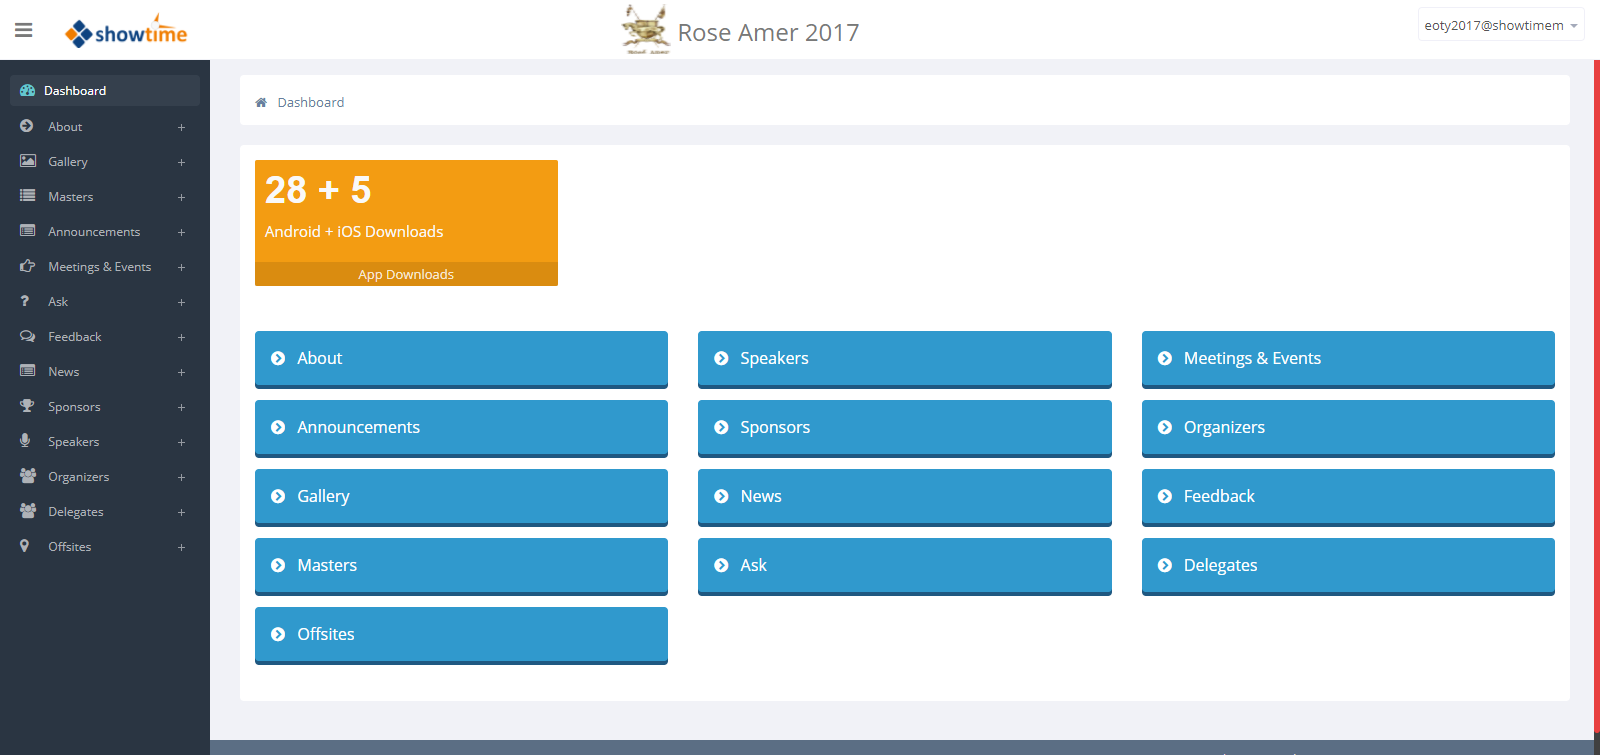 showtime
Rose Amer 2017
eoty2017@showtimem
Dashboard
About +
Gallery +
Masters +
Announcements +
Meetings & Events +
? Ask +
Feedback +
News +
Sponsors +
Speakers +
Organizers +
Delegates +
Offsites +
Dashboard
28 + 5
Android + iOS Downloads
App Downloads
About
Speakers
Meetings & Events
Announcements
Sponsors
Organizers
Gallery
News
Feedback
Masters
Ask
Delegates
Offsites